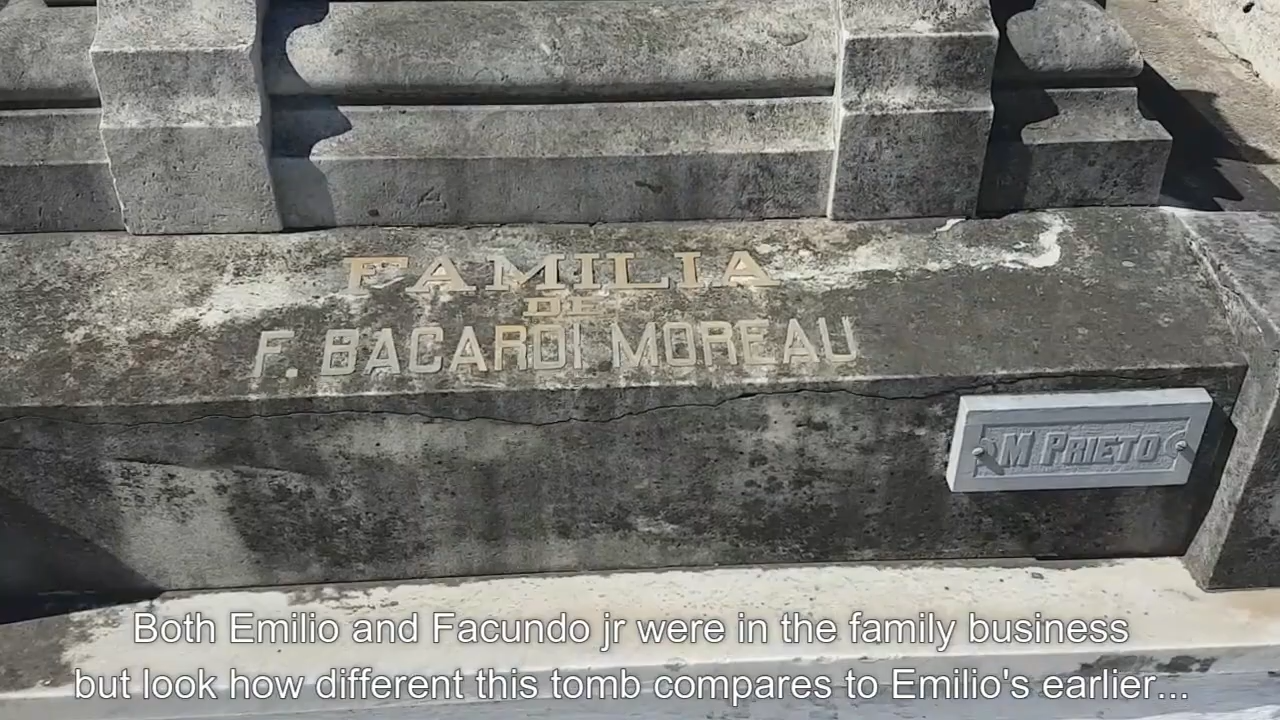 FAMILIA
DE
F. BACARDI MOREAU
M PRIETO
Both Emilio and Facundo jr were in the family business
but look how different this tomb compares to Emilio's earlier...